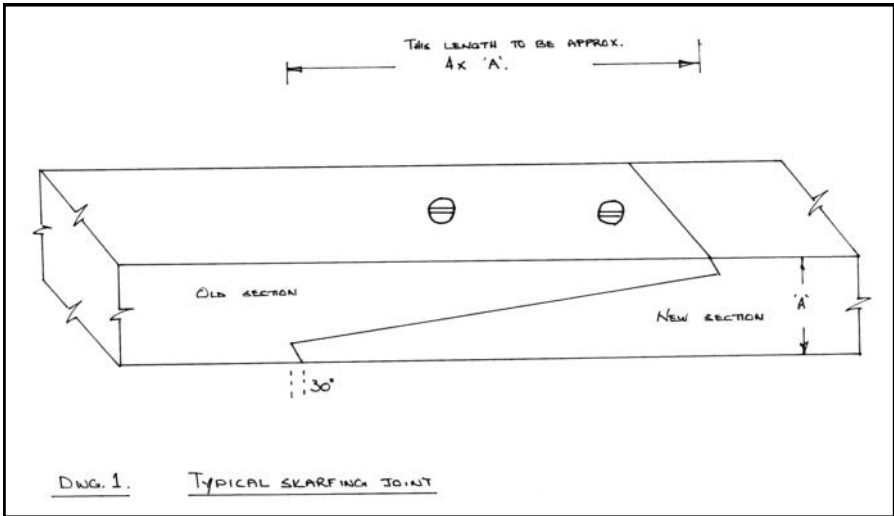 THIS LENGTH TO BE APPROX.
4x 'A'.
OLD SECTION
NEW SECTION
'A'
30°
DWG. 1. TYPICAL SKARFING JOINT